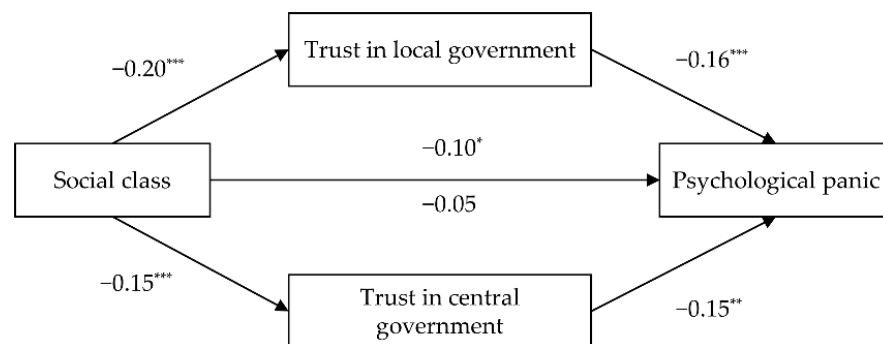 Trust in local government
−0.20***
−0.16***
−0.10*
Social class
Psychological panic
−0.05
−0.15***
Trust in central
government
−0.15**